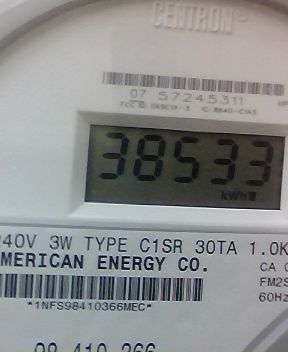 CENTRON®
07 57245311
38533
kWh
240V 3W TYPE C1SR 30TA 1.0K
AMERICAN ENERGY CO.
CA
FM2S
60Hz
*1NFS98410366MEC*